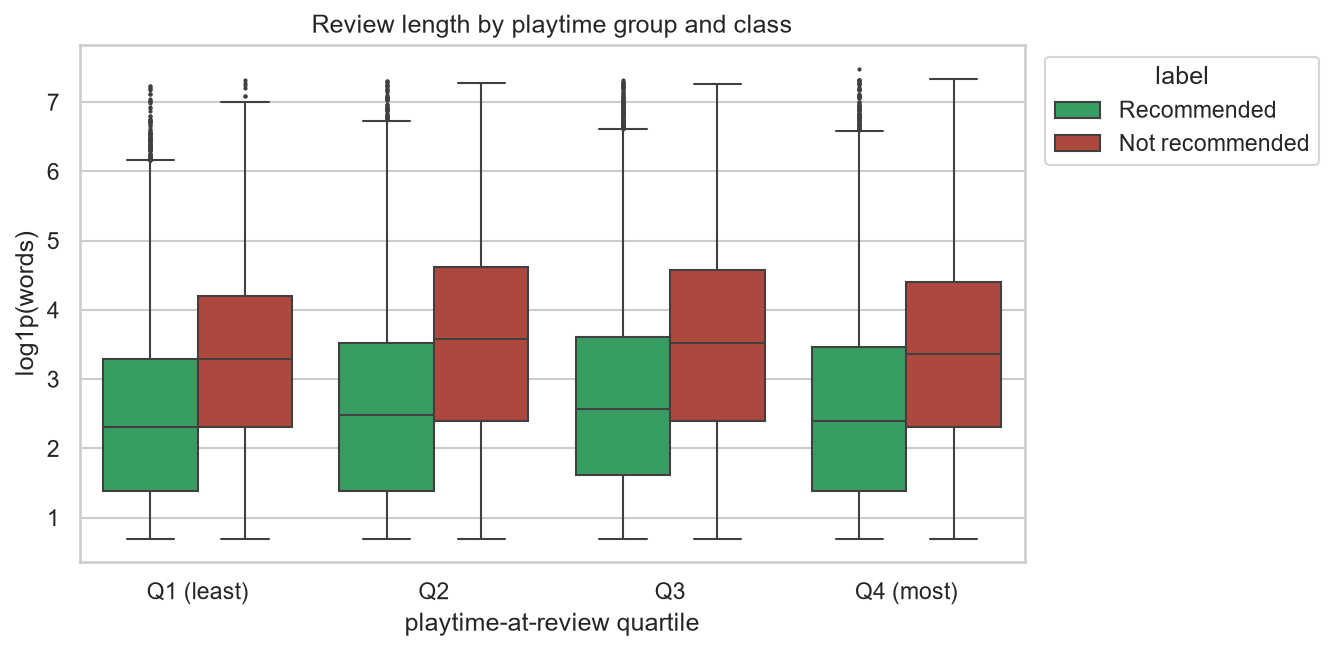 Review length by playtime group and class
label
Recommended
Not recommended
log1p(words)
7
6
5
4
3
2
1
Q1 (least)
Q2
Q3
Q4 (most)
playtime-at-review quartile